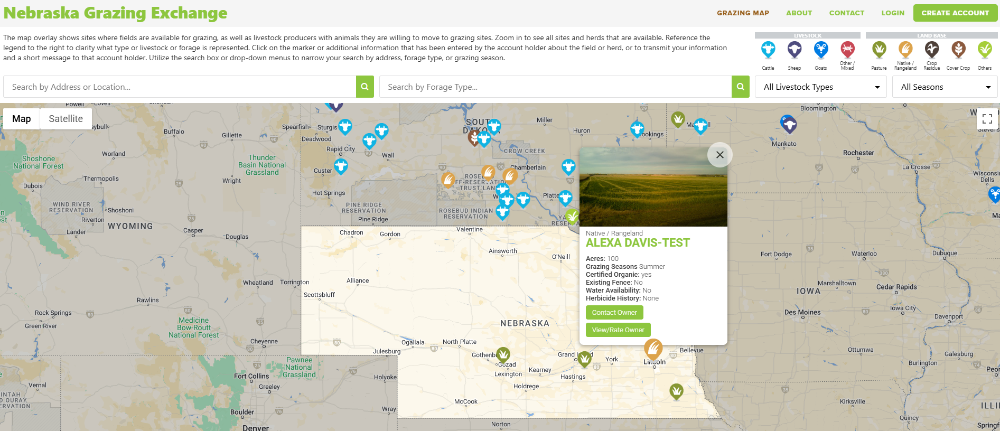 Nebraska Grazing Exchange
GRAZING MAP
ABOUT
CONTACT
LOGIN
CREATE ACCOUNT
The map overlay shows sites where fields are available for grazing, as well as livestock producers with animals they are willing to move to grazing sites. Zoom in to see all sites and herds that are available. Reference the
legend to the right to clarity what type or livestock or forage is represented. Click on the marker or additional information that has been entered by the account holder about the field or herd, or to transmit your information
and a short message to that account holder. Utilize the search box or drop-down menus to narrow your search by address, forage type, or grazing season.
LIVESTOCK
Cattle
Sheep
Goats
Other /
Mixed
LAND BASE
Pasture
Native /
Rangeland
Crop
Residue
Cover Crop
Others
Search by Address or Location...
Search by Forage Type...
All Livestock Types
All Seasons
Map
Satellite
Powell
Lovell
Sheridan
Buffalo
Gillette
Spearfish
Sturgis
Deadwood
Rapid City
Wall
Custer
Hot Springs
SOUTH
DAKOTA
Miller
Huron
Brookings
Bloomington
Mankato
Rochester
La Crosse
Stevens
Wisconsin
Dells
CROW CREEK
Chamberlain
Platte
PINE RIDGE
RESERVATION
Pine Ridge
ROSEBUD INDIAN
RESERVATION
OFF-RESERVATION
TRUST LAND
Shoshone
National Forest
Worland
Thermopolis
Dubois
WIND RIVER
RESERVATION
Shoshoni
Riverton
Lander
Thunder
Basin National
Grassland
Wright
WYOMING
Casper
Douglas
Wheatland
Torrington
Rawlins
Rock Springs
Green River
Medicine
Bow-Routt
National Forest
Cheyenne
Pawnee
National
Grassland
Fort Collins
Greeley
Boulder
Denver
Vernal
UINTAH
AND OURAY
RESERVATION
Chadron
Gordon
Valentine
Ainsworth
O'Neill
Alliance
Scottsbluff
NEBRASKA
Ogallala
North Platte
Julesburg
Gothenburg
Cozad
Lexington
Kearney
Grand Island
York
Hastings
Holdrege
McCook
Holyoke
Wray
Norton
Lincoln
Bellevue
Native / Rangeland
ALEXA DAVIS-TEST
Acres: 100
Grazing Seasons Summer
Certified Organic: yes
Existing Fence: No
Water Availability: No
Herbicide History: None
Contact Owner
View/Rate Owner
Fort Dodge
Waterloo
Dubuque
IOWA
Marshalltown
Cedar Rapids
Iowa City
Des Moines
Davenport
Ottumwa
Burlington
Galesburg
Peoria
Kirksville
Quincy
ILLI
Springf